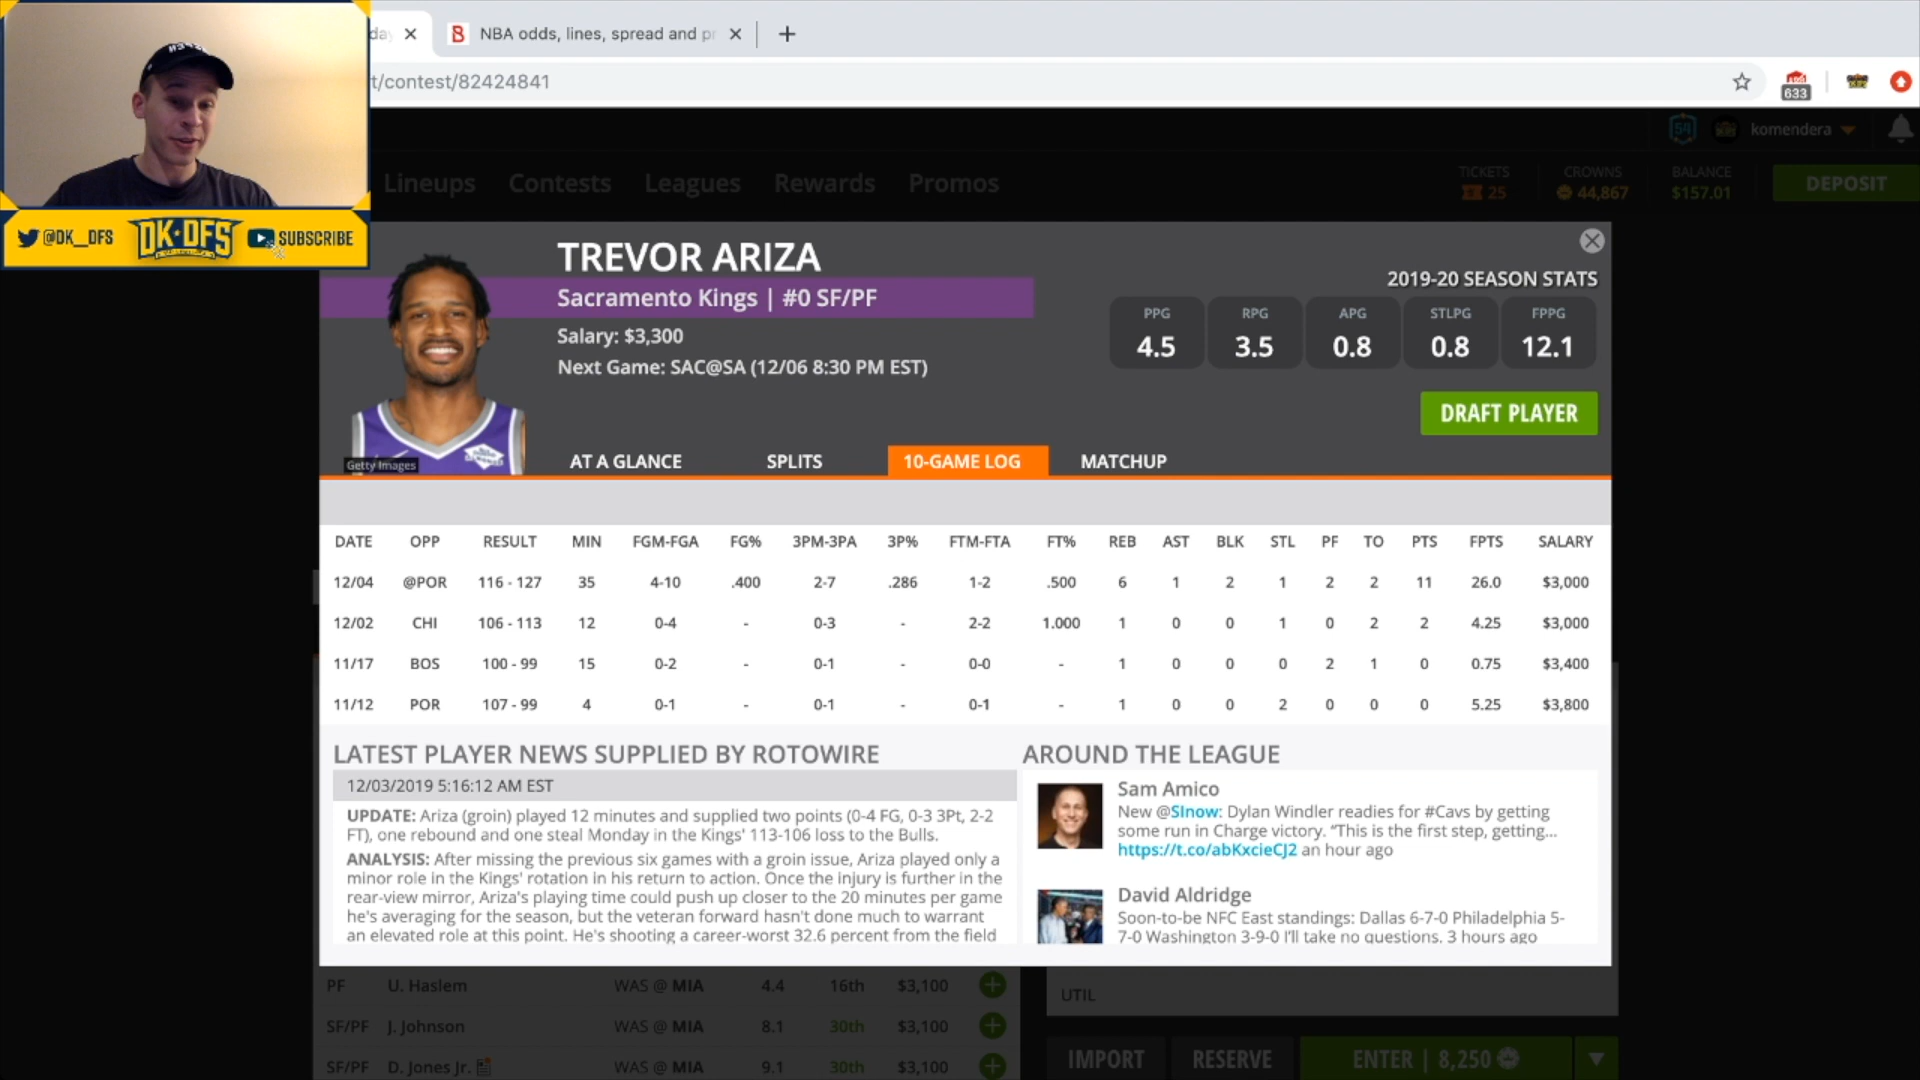 NBA odds, lines, spread and pr
t/contest/82424841
633
54
komendera
Lineups Contests Leagues Rewards Promos
TICKETS
25
CROWNS
44,867
BALANCE
$157.01
DEPOSIT
@DK__DFS
DK★DFS
SUBSCRIBE
TREVOR ARIZA
Sacramento Kings | #0 SF/PF
Salary: $3,300
Next Game: SAC@SA (12/06 8:30 PM EST)
2019-20 SEASON STATS
PPG RPG APG STLPG FPPG
4.5 3.5 0.8 0.8 12.1
DRAFT PLAYER
Getty Images
AT A GLANCE SPLITS 10-GAME LOG MATCHUP
DATE OPP RESULT MIN FGM-FGA FG% 3PM-3PA 3P% FTM-FTA FT% REB AST BLK STL PF TO PTS FPTS SALARY
12/04 @POR 116 - 127 35 4-10 .400 2-7 .286 1-2 .500 6 1 2 1 2 2 11 26.0 $3,000
12/02 CHI 106 - 113 12 0-4 - 0-3 - 2-2 1.000 1 0 0 1 0 2 2 4.25 $3,000
11/17 BOS 100 - 99 15 0-2 - 0-1 - 0-0 - 1 0 0 0 2 1 0 0.75 $3,400
11/12 POR 107 - 99 4 0-1 - 0-1 - 0-1 - 1 0 0 2 0 0 0 5.25 $3,800
LATEST PLAYER NEWS SUPPLIED BY ROTOWIRE
12/03/2019 5:16:12 AM EST
UPDATE: Ariza (groin) played 12 minutes and supplied two points (0-4 FG, 0-3 3Pt, 2-2
FT), one rebound and one steal Monday in the Kings' 113-106 loss to the Bulls.
ANALYSIS: After missing the previous six games with a groin issue, Ariza played only a
minor role in the Kings' rotation in his return to action. Once the injury is further in the
rear-view mirror, Ariza's playing time could push up closer to the 20 minutes per game
he's averaging for the season, but the veteran forward hasn't done much to warrant
an elevated role at this point. He's shooting a career-worst 32.6 percent from the field
AROUND THE LEAGUE
Sam Amico
New @SInow: Dylan Windler readies for #Cavs by getting
some run in Charge victory. “This is the first step, getting...
https://t.co/abKxcieCJ2 an hour ago
David Aldridge
Soon-to-be NFC East standings: Dallas 6-7-0 Philadelphia 5-
7-0 Washington 3-9-0 I'll take no questions. 3 hours ago
PF U. Haslem WAS @ MIA 4.4 16th $3,100
SF/PF J. Johnson WAS @ MIA 8.1 30th $3,100
SF/PF D. Jones Jr. WAS @ MIA 9.1 30th $3,100
UTIL
IMPORT RESERVE ENTER | 8,250